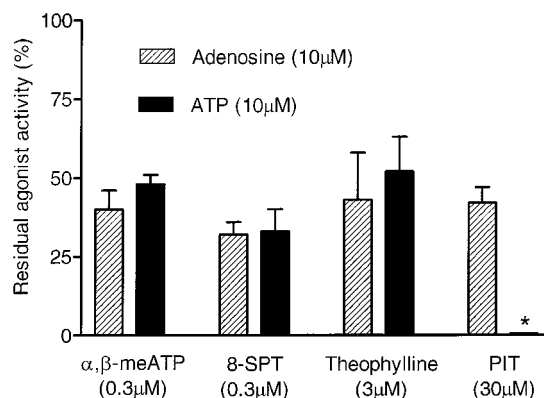 Residual agonist activity (%)
100
75
50
25
0
Adenosine (10μM)
ATP (10μM)
*
α,β-meATP 8-SPT Theophylline PIT
(0.3μM) (0.3μM) (3μM) (30μM)